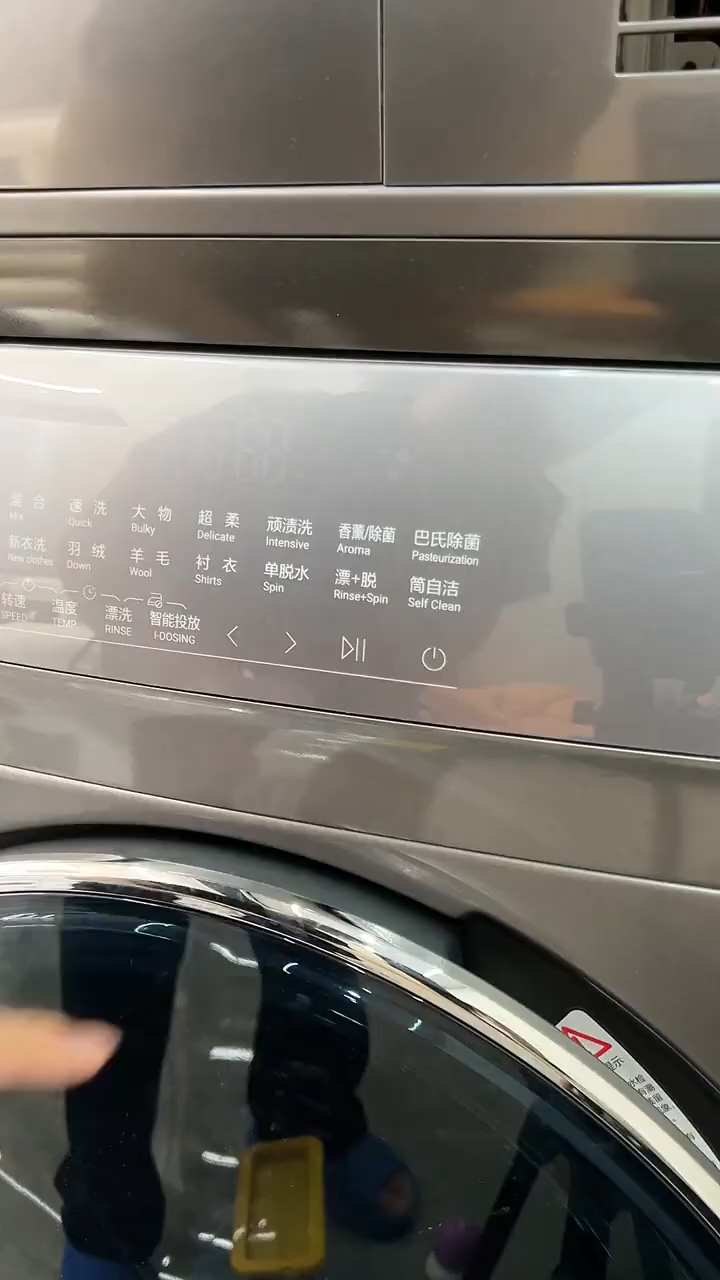 混合 速洗 大物 超柔 顽渍洗 香薰/除菌 巴氏除菌
Mix Quick Bulky Delicate Intensive Aroma Pasteurization
新衣洗 羽绒 羊毛 衬衣 单脱水 漂+脱 筒自洁
New clothes Down Wool Shirts Spin Rinse+Spin Self Clean
转速 温度 漂洗 智能投放
SPEED TEMP RINSE I-DOSING